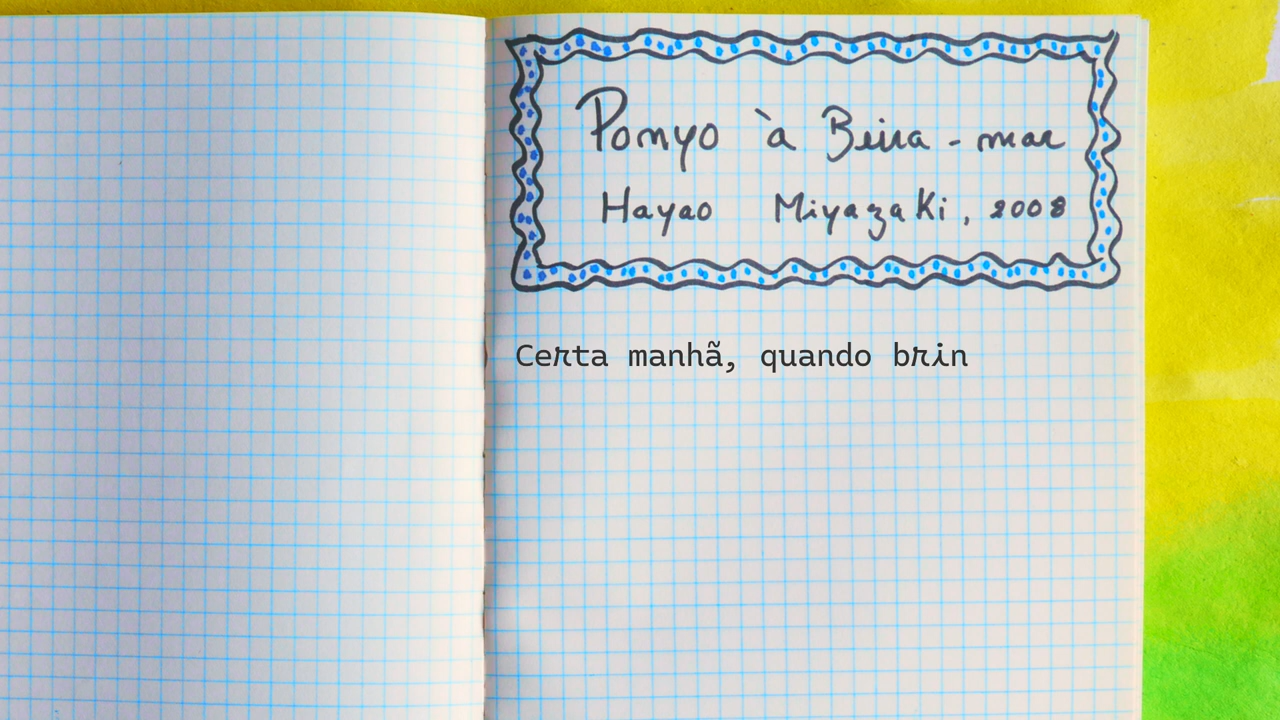 Ponyo à Beira-mar
Hayao Miyazaki, 2008
Certa manhã, quando brin